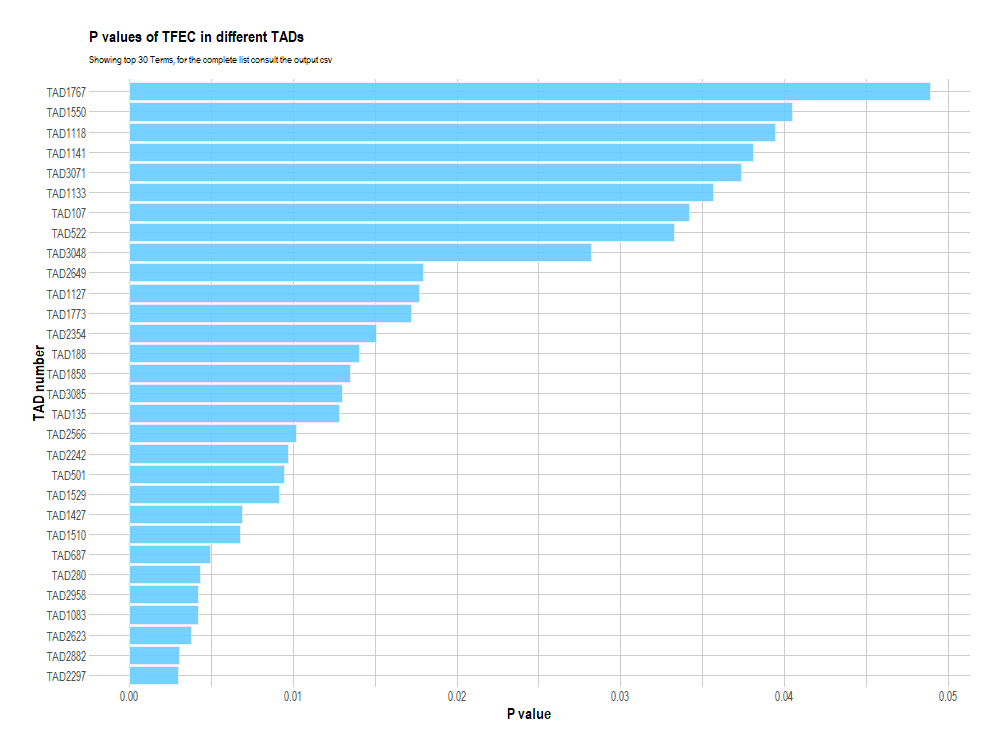 P values of TFEC in different TADs
Showing top 30 Terms, for the complete list consult the output csv
TAD1767
TAD1550
TAD1118
TAD1141
TAD3071
TAD1133
TAD107
TAD522
TAD3048
TAD2649
TAD1127
TAD1773
TAD2354
TAD188
TAD1858
TAD3085
TAD135
TAD2566
TAD2242
TAD501
TAD1529
TAD1427
TAD1510
TAD687
TAD280
TAD2958
TAD1083
TAD2623
TAD2882
TAD2297
TAD number
0.00 0.01 0.02 0.03 0.04 0.05
P value